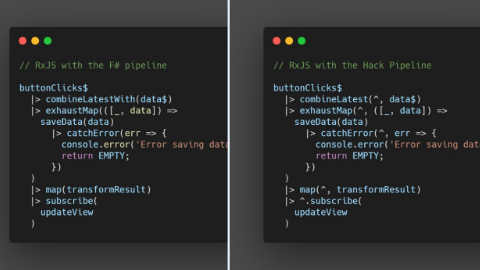 // RxJS with the F# pipeline
buttonClicks$
|> combineLatestWith(data$)
|> exhaustMap(([_, data]) =>
saveData(data)
|> catchError(err => {
console.error('Error saving data
return EMPTY;
})
)
|> map(transformResult)
|> subscribe(
updateView
)
// RxJS with the Hack Pipeline
buttonClicks$
|> combineLatest(^, data$)
|> exhaustMap(^, ([_, data]) =>
saveData(data)
|> catchError(^, err => {
console.error('Error saving data
return EMPTY;
})
)
|> map(^, transformResult)
|> ^.subscribe(
updateView
)